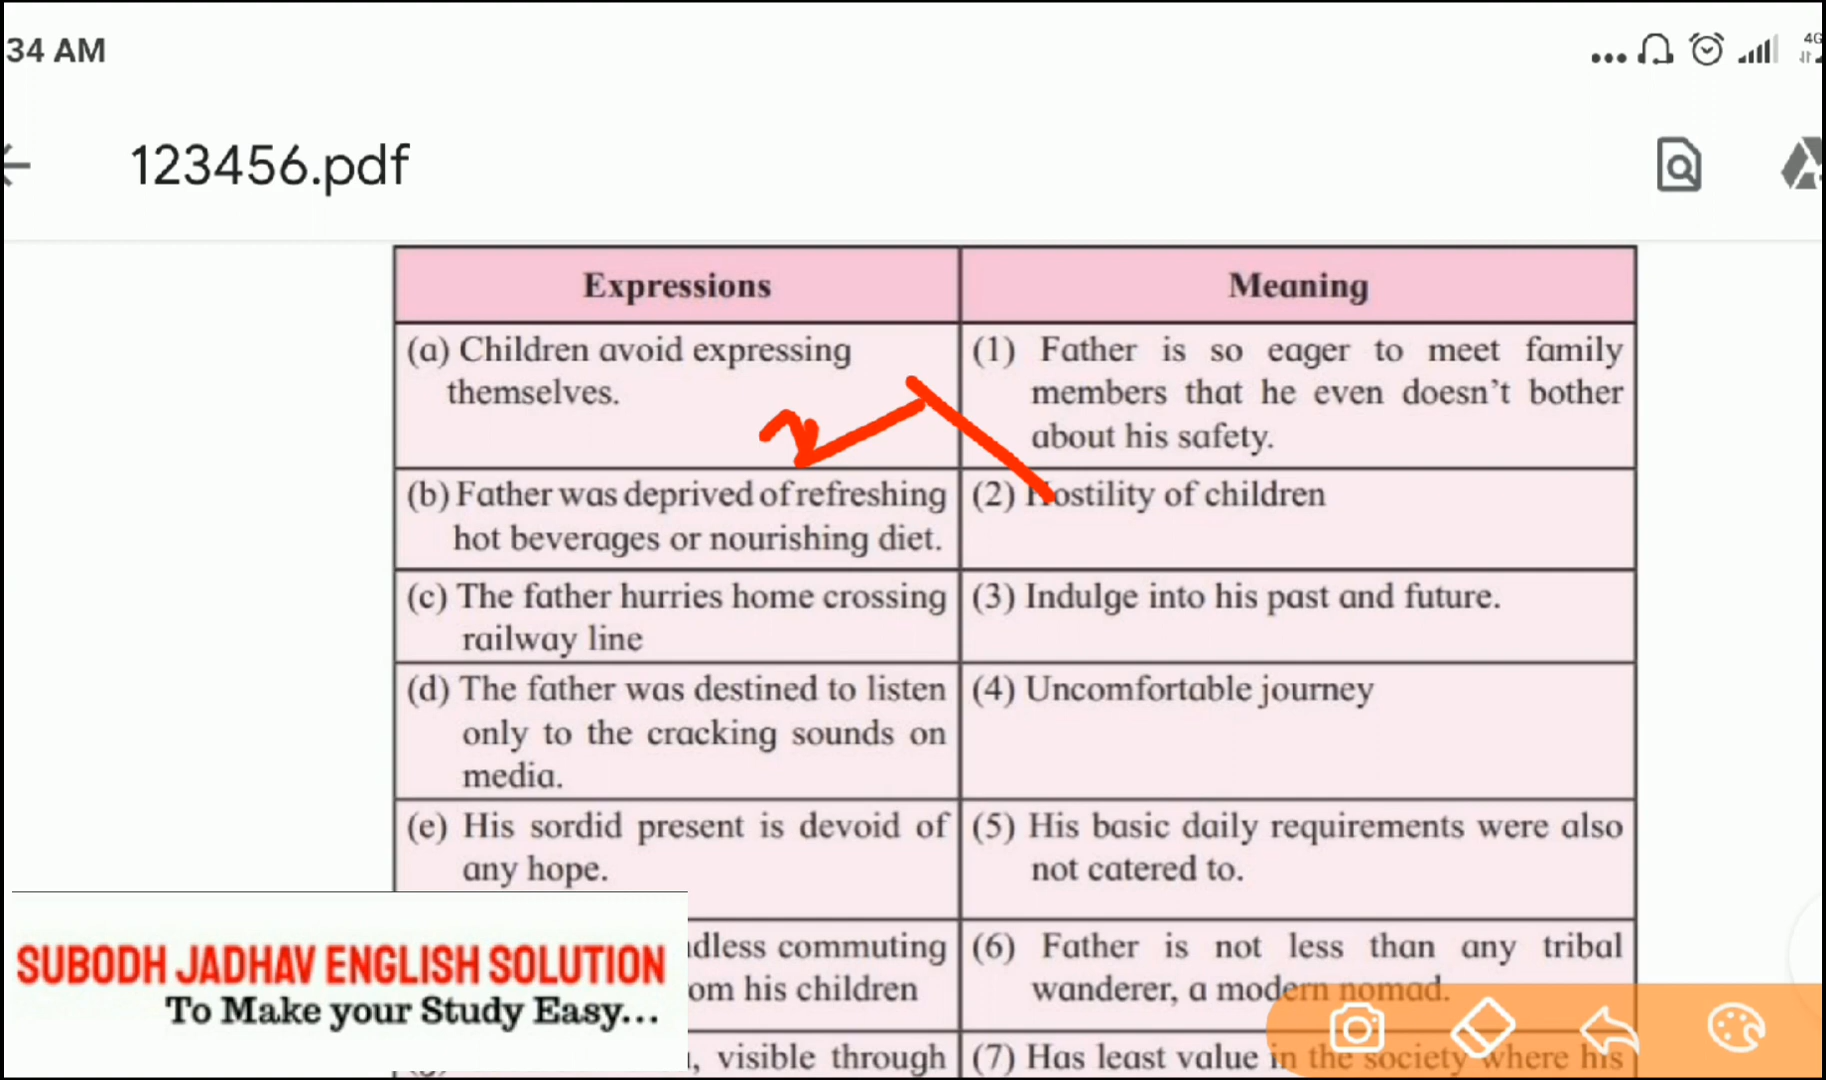 34 AM
4G
123456.pdf
Expressions
Meaning
(a) Children avoid expressing
themselves.
(1) Father is so eager to meet family
members that he even doesn't bother
about his safety.
(b) Father was deprived of refreshing
hot beverages or nourishing diet.
(2) Hostility of children
(c) The father hurries home crossing
railway line
(3) Indulge into his past and future.
(d) The father was destined to listen
only to the cracking sounds on
media.
(4) Uncomfortable journey
(e) His sordid present is devoid of
any hope.
(5) His basic daily requirements were also
not catered to.
dless commuting
om his children
(6) Father is not less than any tribal
wanderer, a modern nomad.
, visible through
(7) Has least value in the society where his
SUBODH JADHAV ENGLISH SOLUTION
To Make your Study Easy...